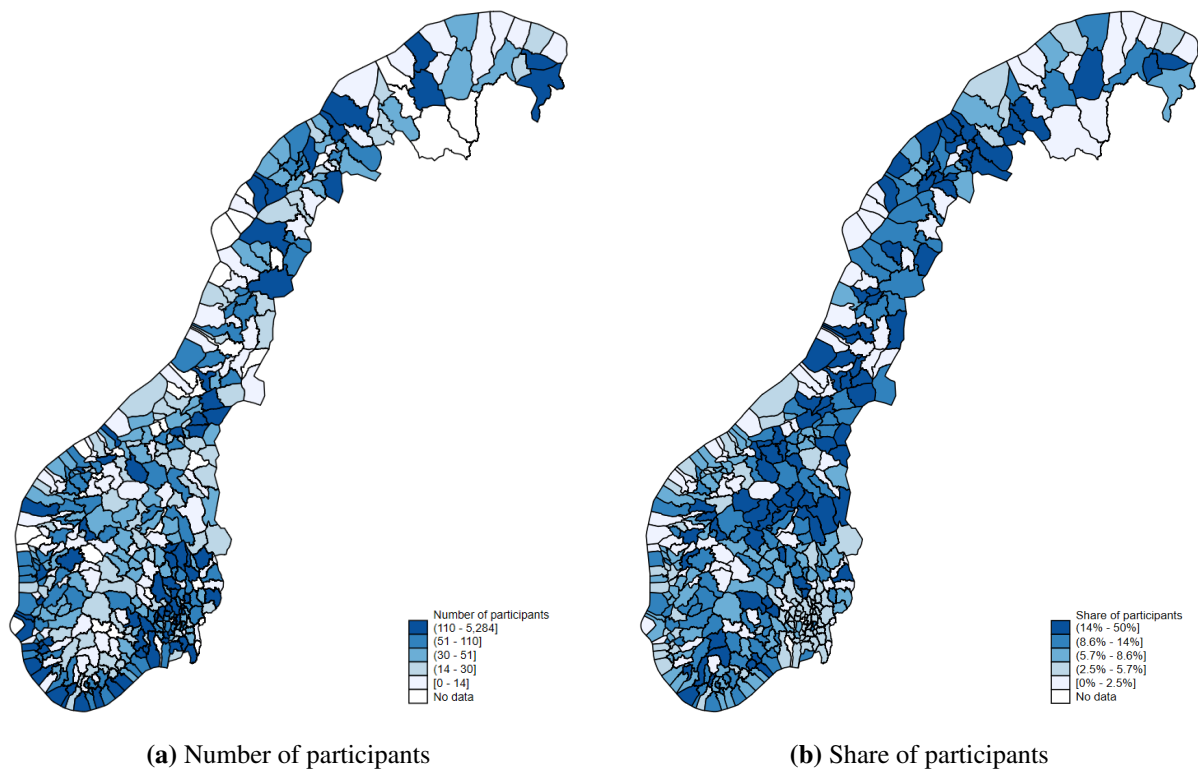 Number of participants
(110 - 5,284]
(51 - 110]
(30 - 51]
(14 - 30]
[0 - 14]
No data
Share of participants
(14% - 50%]
(8.6% - 14%]
(5.7% - 8.6%]
(2.5% - 5.7%]
[0% - 2.5%]
No data
(a) Number of participants
(b) Share of participants